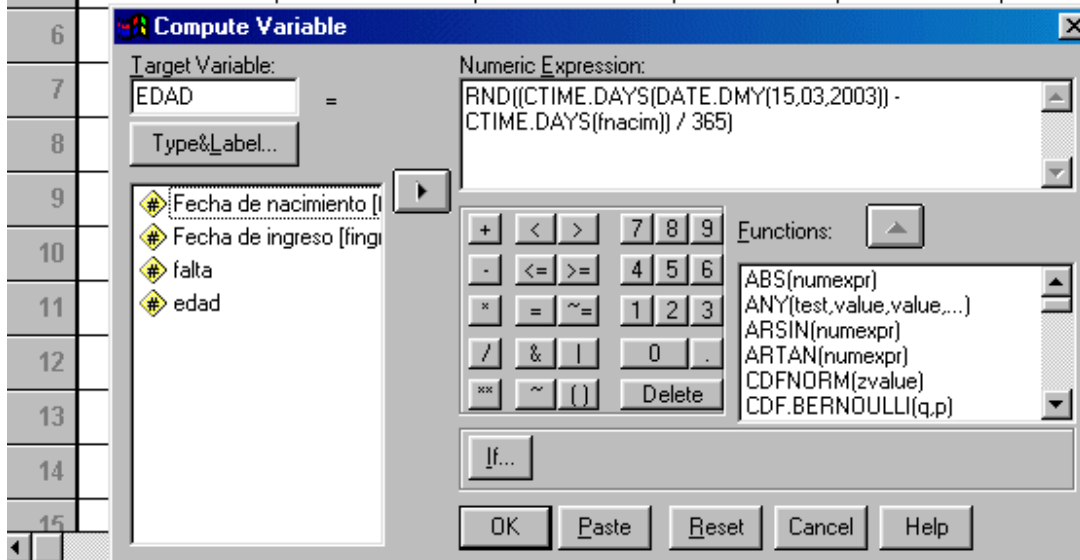 6
7
8
9
10
11
12
13
14
15
Compute Variable
Target Variable:
EDAD
=
Type&Label...
Fecha de nacimiento [
Fecha de ingreso [fingr
falta
edad
Numeric Expression:
RND((CTIME.DAYS(DATE.DMY(15,03,2003)) -
CTIME.DAYS(fnacim)) / 365)
+ < > 7 8 9
- <= >= 4 5 6
* = ~= 1 2 3
/ & | 0 .
** ~ () Delete
Functions:
ABS(numexpr)
ANY(test,value,value,...)
ARSIN(numexpr)
ARTAN(numexpr)
CDFNORM(zvalue)
CDF.BERNOULLI(q,p)
If...
OK Paste Reset Cancel Help